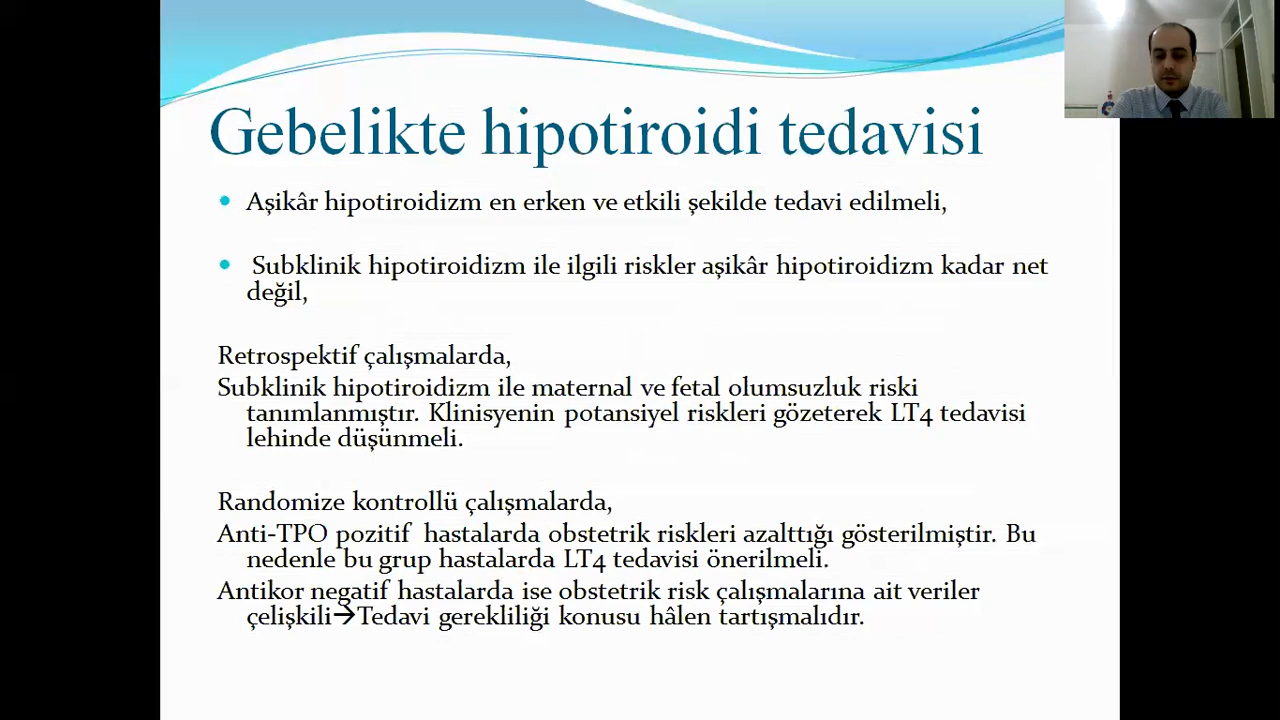 Gebelikte hipotiroidi tedavisi
• Aşikâr hipotiroidizm en erken ve etkili şekilde tedavi edilmeli,
• Subklinik hipotiroidizm ile ilgili riskler aşikâr hipotiroidizm kadar net
değil,
Retrospektif çalışmalarda,
Subklinik hipotiroidizm ile maternal ve fetal olumsuzluk riski
tanımlanmıştır. Klinisyenin potansiyel riskleri gözeterek LT4 tedavisi
lehinde düşünmeli.
Randomize kontrollü çalışmalarda,
Anti-TPO pozitif hastalarda obstetrik riskleri azalttığı gösterilmiştir. Bu
nedenle bu grup hastalarda LT4 tedavisi önerilmeli.
Antikor negatif hastalarda ise obstetrik risk çalışmalarına ait veriler
çelişkili→Tedavi gerekliliği konusu hâlen tartışmalıdır.